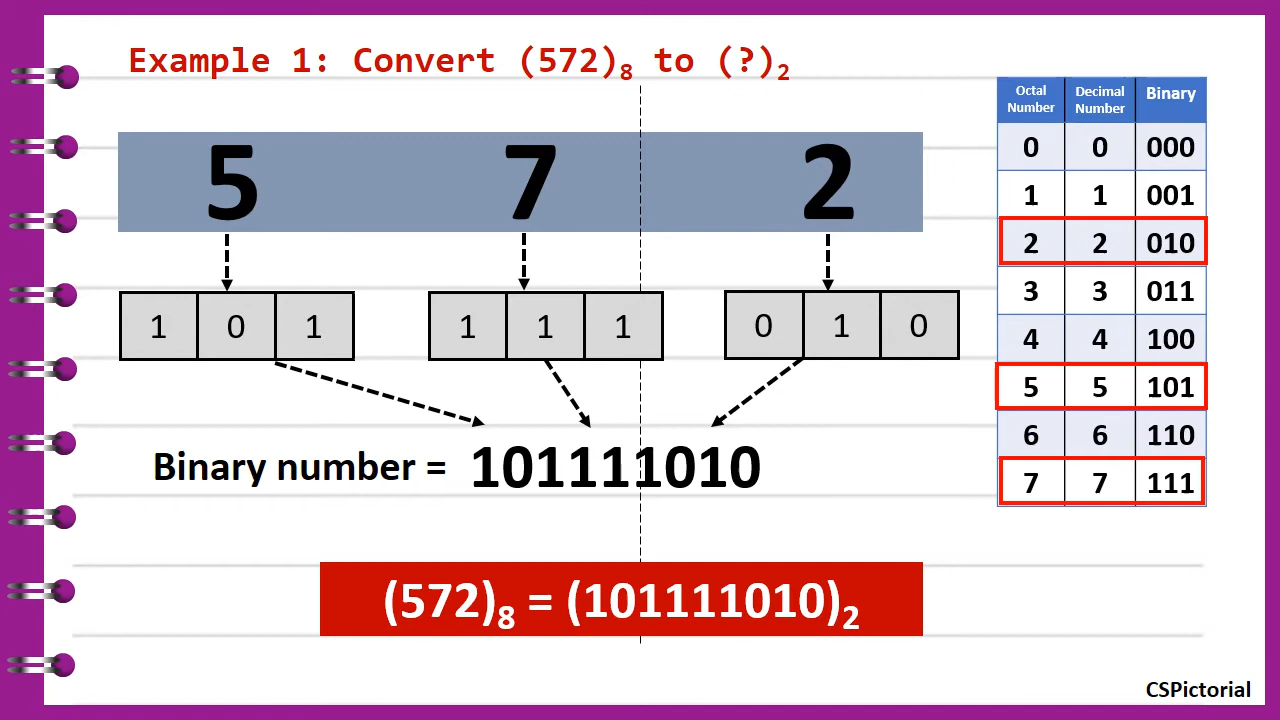 Example 1: Convert (572)₈ to (?)₂
5 7 2
1 0 1 1 1 1 0 1 0
Binary number = 101111010
(572)₈ = (101111010)₂
Octal Number Decimal Number Binary
0 0 000
1 1 001
2 2 010
3 3 011
4 4 100
5 5 101
6 6 110
7 7 111
CSPictorial